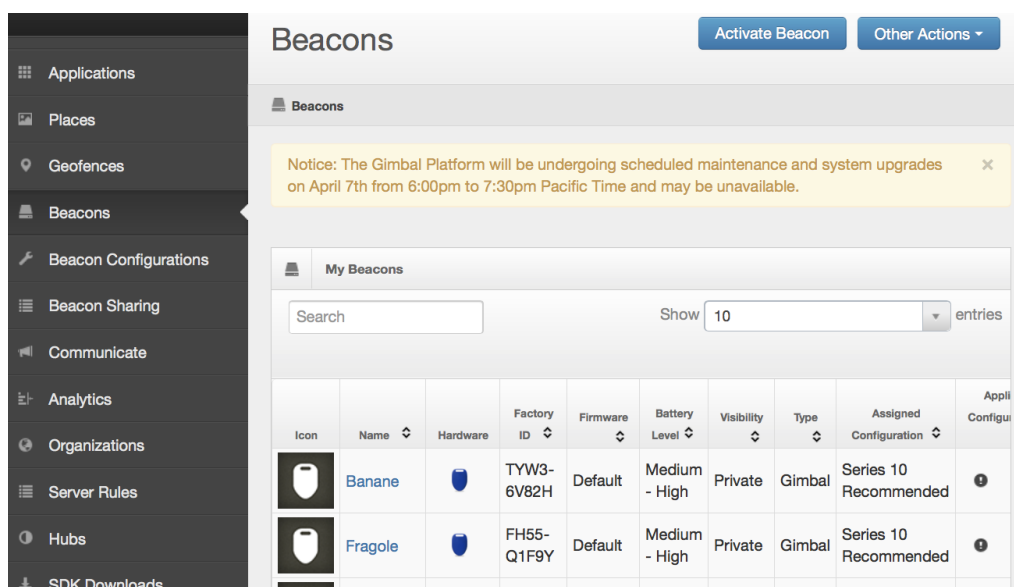 Applications
Places
Geofences
Beacons
Beacon Configurations
Beacon Sharing
Communicate
Analytics
Organizations
Server Rules
Hubs
SDK Downloads
Beacons
Activate Beacon
Other Actions
Beacons
Notice: The Gimbal Platform will be undergoing scheduled maintenance and system upgrades
on April 7th from 6:00pm to 7:30pm Pacific Time and may be unavailable.
×
My Beacons
Search
Show 10 entries
Icon
Name
Hardware
Factory
ID
Firmware
Battery
Level
Visibility
Type
Assigned
Configuration
Appli
Configu
Banane
TYW3-
6V82H
Default
Medium
- High
Private
Gimbal
Series 10
Recommended
Fragole
FH55-
Q1F9Y
Default
Medium
- High
Private
Gimbal
Series 10
Recommended